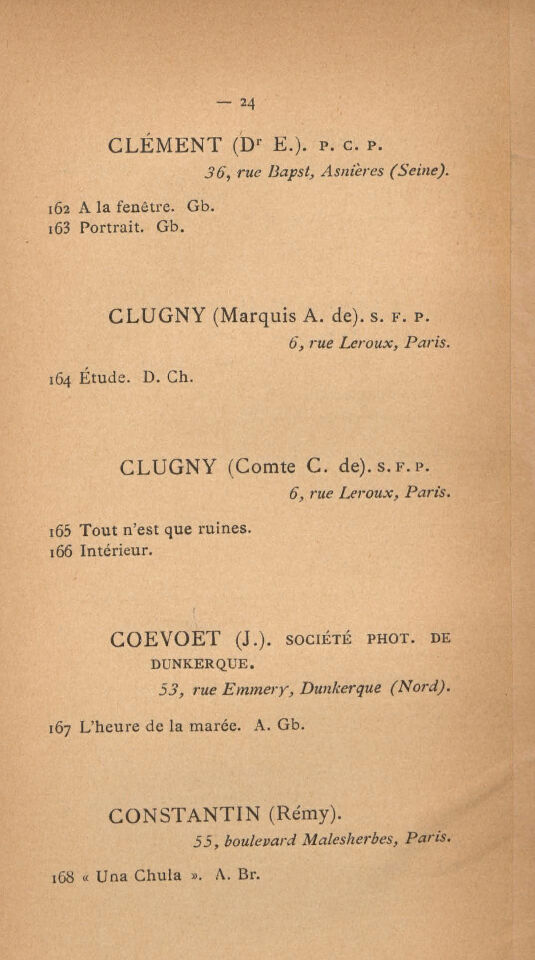 — 24
CLÉMENT (Dʳ E.). P. C. P.
36, rue Bapst, Asnières (Seine).
162 A la fenêtre. Gb.
163 Portrait. Gb.
CLUGNY (Marquis A. de). S. F. P.
6, rue Leroux, Paris.
164 Étude. D. Ch.
CLUGNY (Comte C. de). S. F. P.
6, rue Leroux, Paris.
165 Tout n'est que ruines.
166 Intérieur.
COEVOET (J.). SOCIÉTÉ PHOT. DE
DUNKERQUE.
53, rue Emmery, Dunkerque (Nord).
167 L'heure de la marée. A. Gb.
CONSTANTIN (Rémy).
55, boulevard Malesherbes, Paris.
168 « Una Chula ». A. Br.